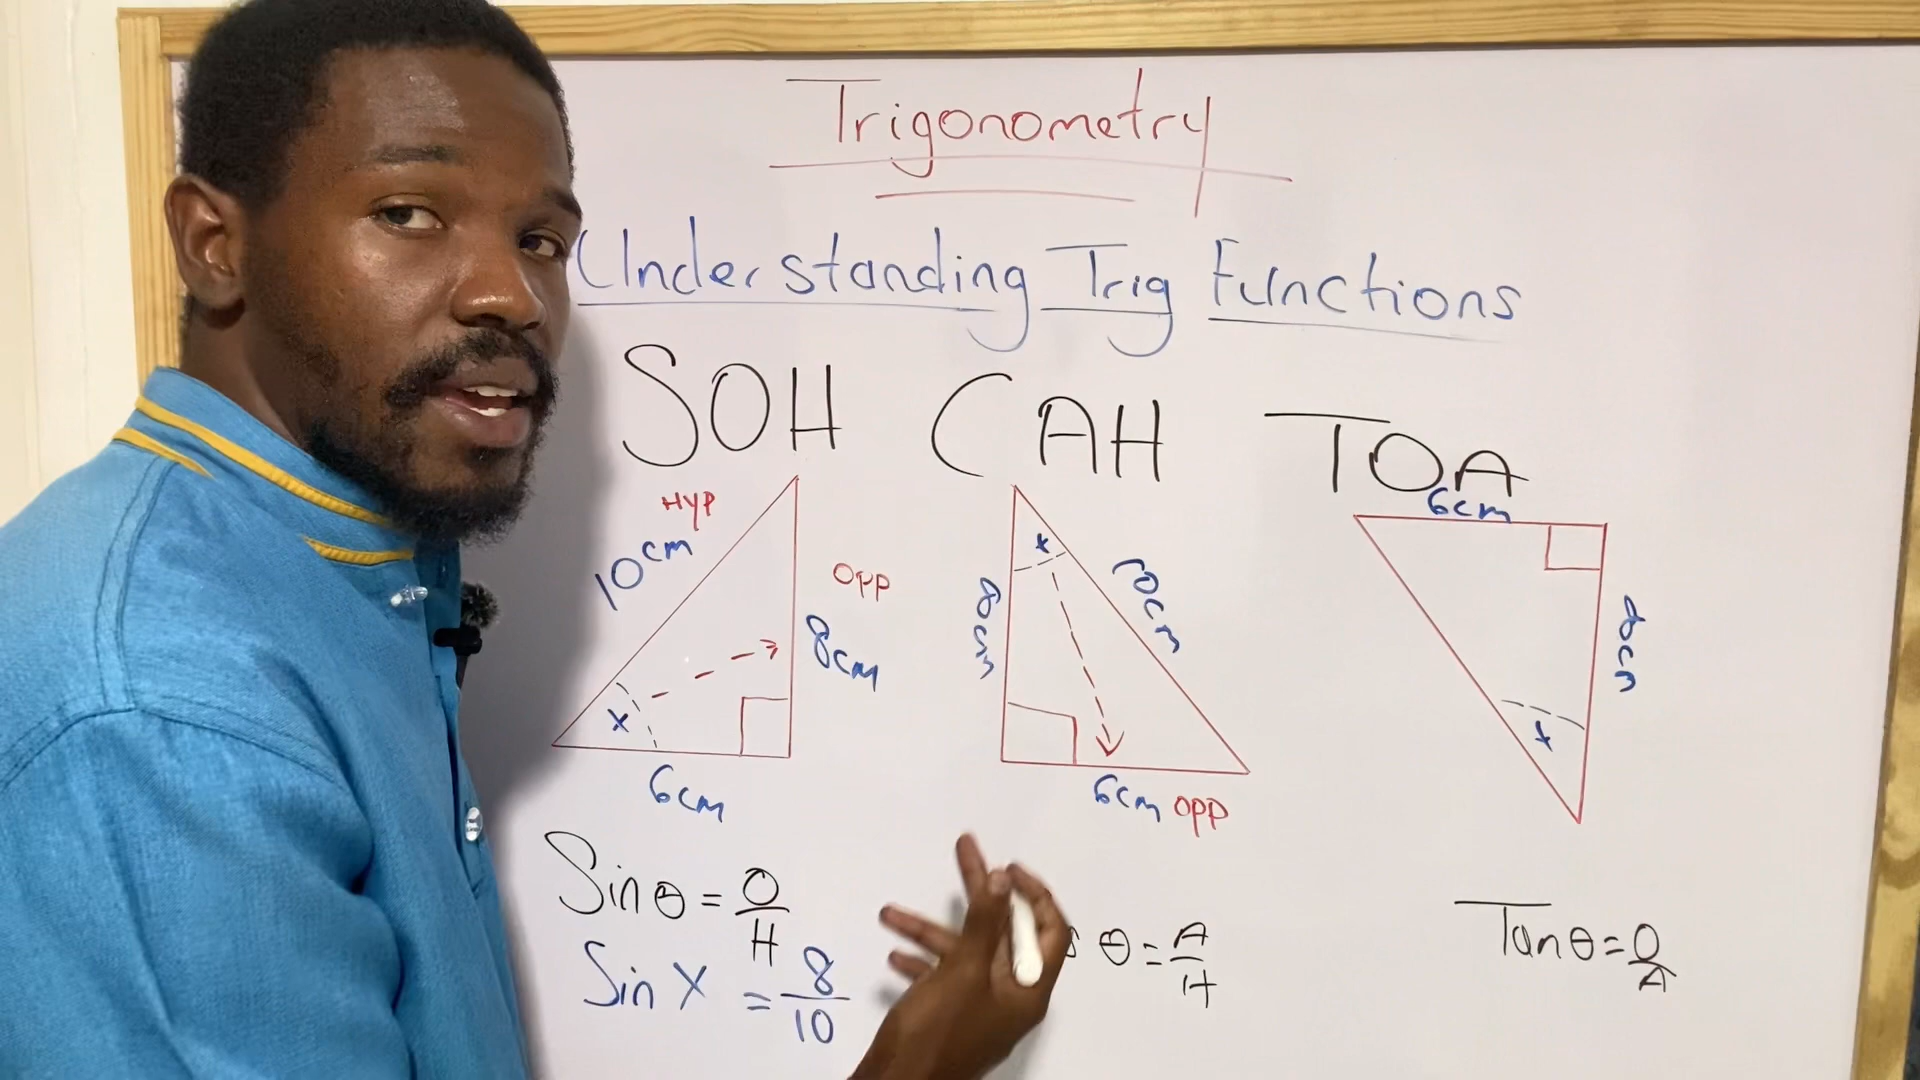 Trigonometry
Understanding Trig Functions
SOH CAH TOA
HYP
10cm
OPP
8cm
x
6cm
x
8cm
10cm
6cm OPP
6cm
8cm
x
Sin θ = O/H
Sin x = 8/10
θ = A/H
Tan θ = O/A